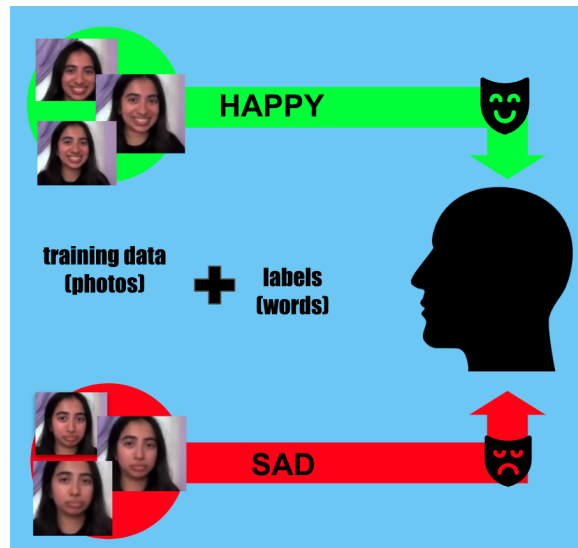 HAPPY
training data
(photos)
labels
(words)
SAD